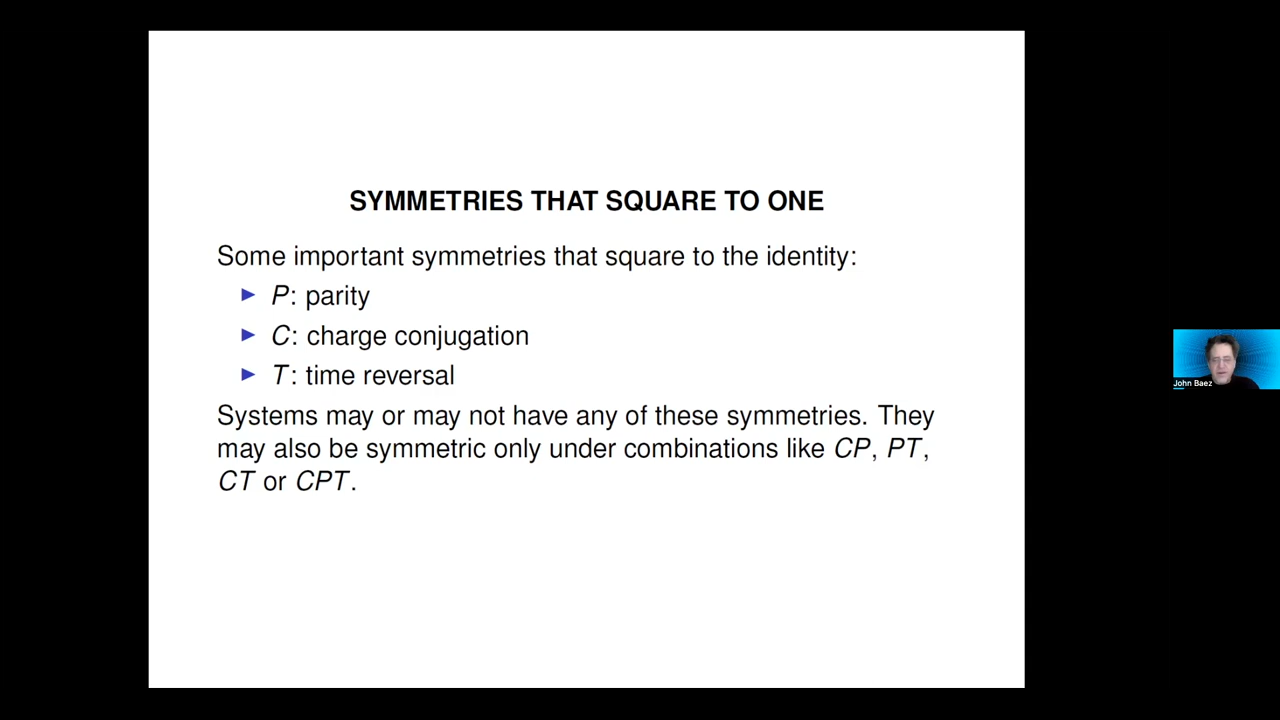 SYMMETRIES THAT SQUARE TO ONE
Some important symmetries that square to the identity:
▶ P: parity
▶ C: charge conjugation
▶ T: time reversal
Systems may or may not have any of these symmetries. They
may also be symmetric only under combinations like CP, PT,
CT or CPT.
John Baez